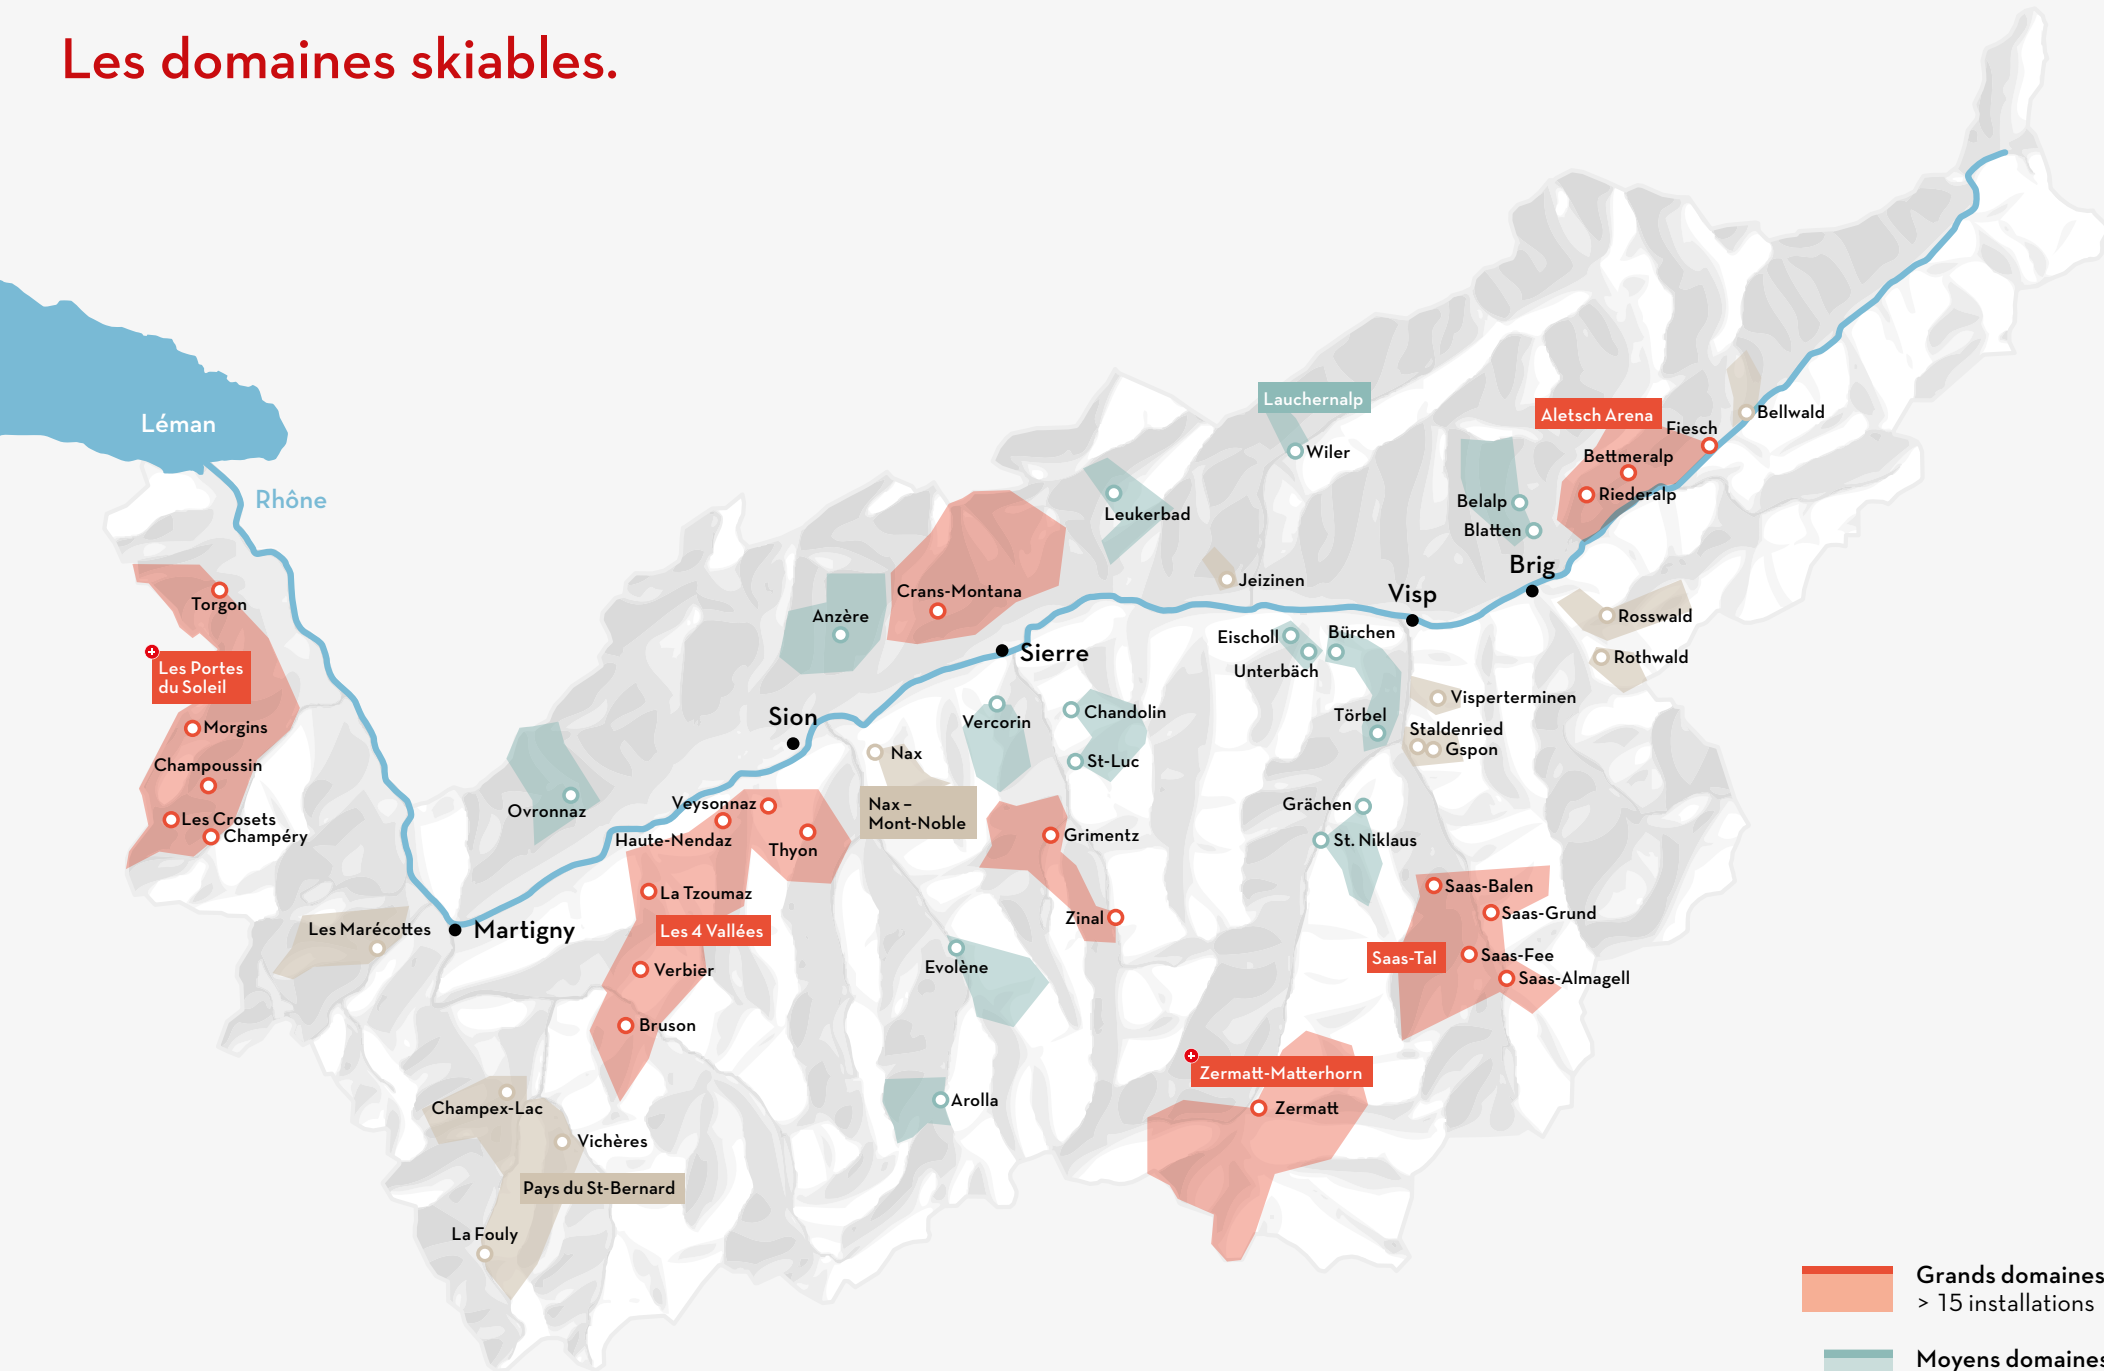 Les domaines skiables.
Léman
Rhône
Lauchernalp
Wiler
Aletsch Arena
Fiesch
Bellwald
Bettmeralp
Riederalp
Belalp
Blatten
Brig
Leukerbad
Jeizinen
Visp
Crans-Montana
Anzère
Sierre
Torgon
Les Portes
du Soleil
Morgins
Champoussin
Les Crosets
Champéry
Eischoll
Unterbäch
Bürchen
Törbel
Rosswald
Rothwald
Visperterminen
Staldenried
Gspon
Sion
Vercorin
Chandolin
St-Luc
Nax
Nax –
Mont-Noble
Ovronnaz
Veysonnaz
Haute-Nendaz
Thyon
La Tzoumaz
Les 4 Vallées
Verbier
Bruson
Grimentz
Zinal
Grächen
St. Niklaus
Saas-Balen
Saas-Grund
Saas-Tal
Saas-Fee
Saas-Almagell
Les Marécottes
Martigny
Evolène
Arolla
Zermatt-Matterhorn
Zermatt
Champex-Lac
Vichères
Pays du St-Bernard
La Fouly
Grands domaines
> 15 installations
Moyens domaines